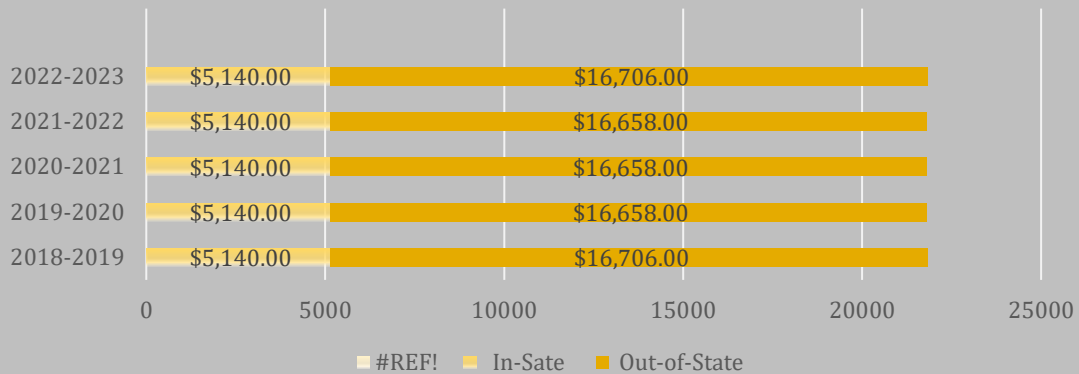 2022-2023 $5,140.00 $16,706.00
2021-2022 $5,140.00 $16,658.00
2020-2021 $5,140.00 $16,658.00
2019-2020 $5,140.00 $16,658.00
2018-2019 $5,140.00 $16,706.00
0 5000 10000 15000 20000 25000
#REF! In-Sate Out-of-State